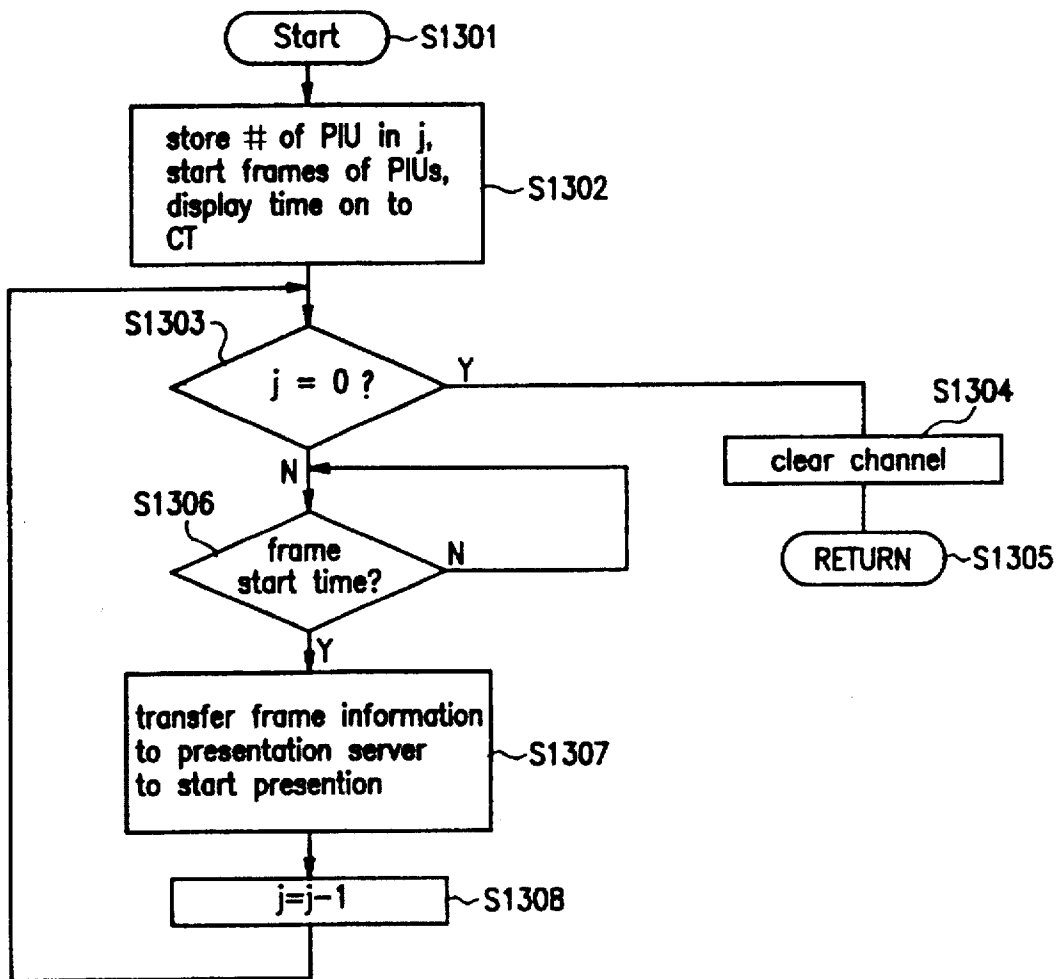 Start
S1301
store # of PIU in j,
start frames of PIUs,
display time on to
CT
S1302
S1303
j = 0 ?
Y
S1304
clear channel
N
S1306
frame
start time?
N
RETURN
S1305
Y
transfer frame information
to presentation server
to start presention
S1307
j=j-1
S1308